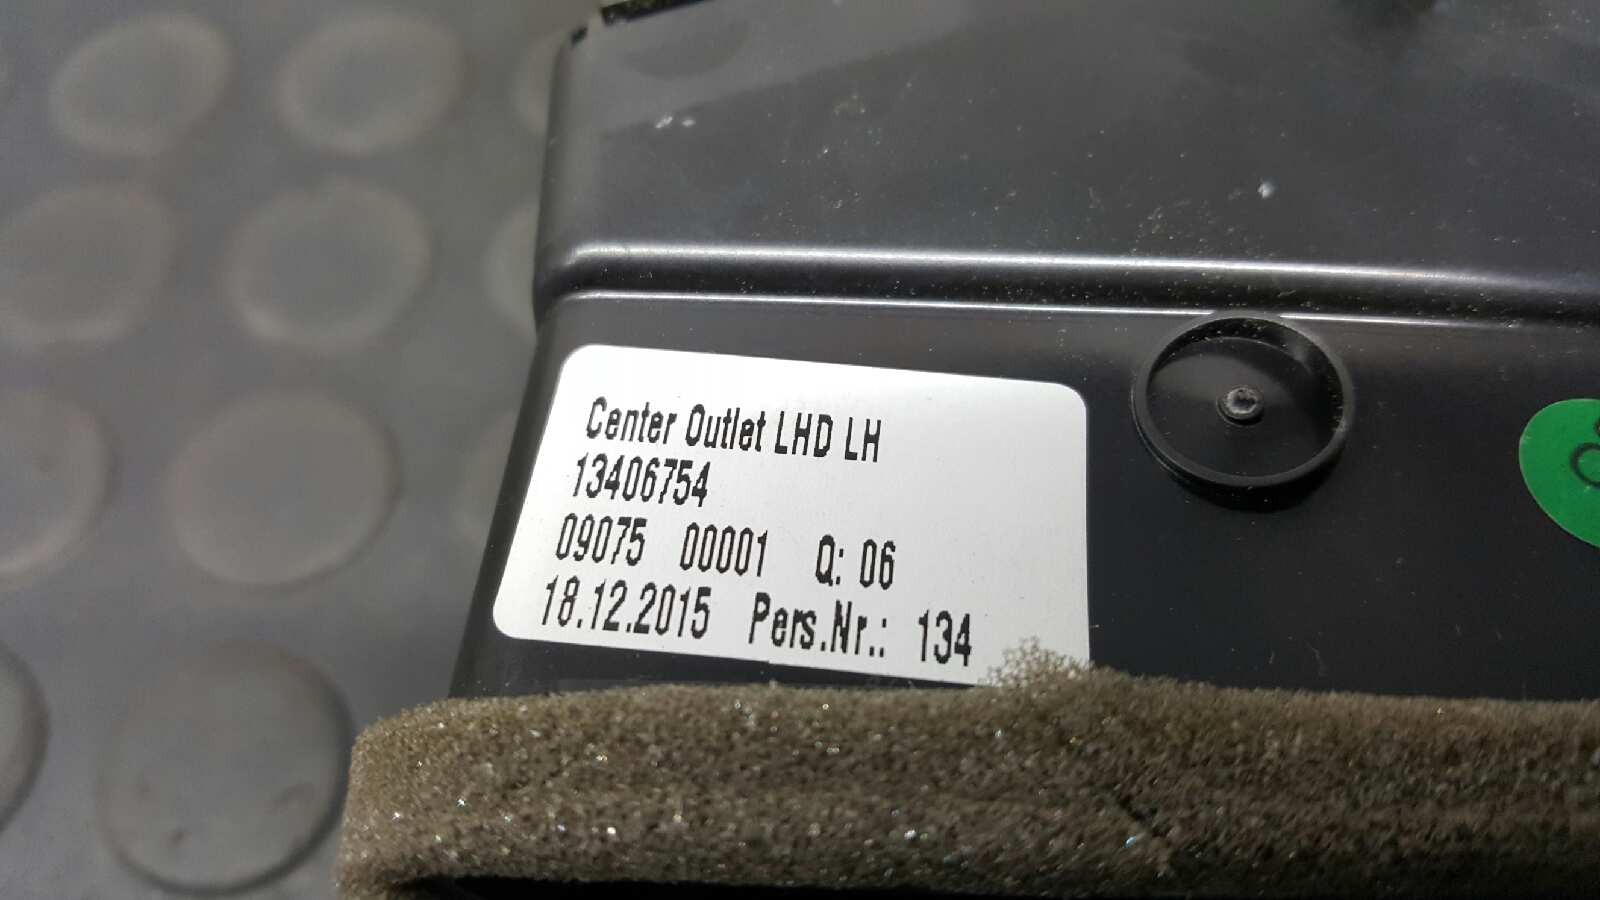 Center Outlet LHD LH
13406754
09075 00001 Q: 06
18.12.2015 Pers.Nr.: 134